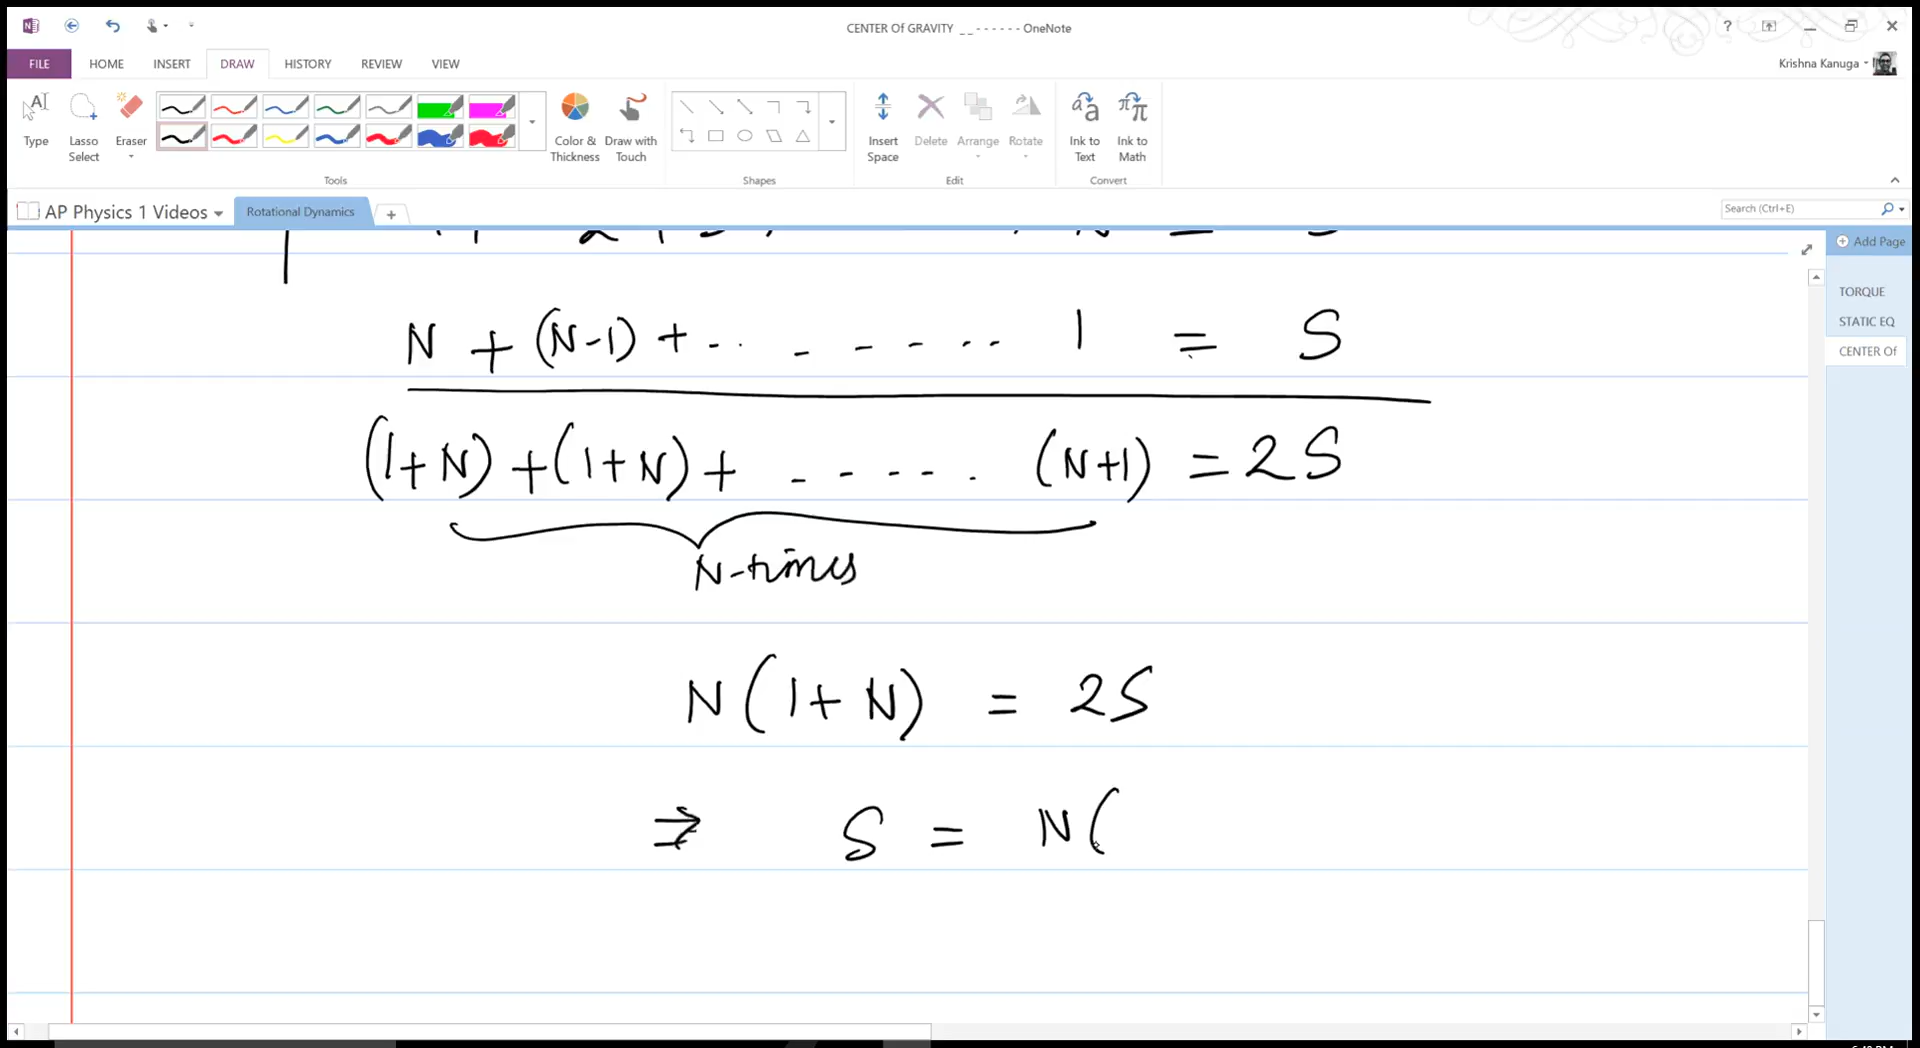 CENTER Of GRAVITY _ _ - - - - - - OneNote
?
FILE HOME INSERT DRAW HISTORY REVIEW VIEW
Krishna Kanuga
Type
Lasso Select
Eraser
Color & Thickness
Draw with Touch
Insert Space
Delete
Arrange
Rotate
Ink to Text
Ink to Math
Tools
Shapes
Edit
Convert
AP Physics 1 Videos
Rotational Dynamics
+
Search (Ctrl+E)
Add Page
TORQUE
STATIC EQ
CENTER Of
N + (N-1) + .. - - - - .. 1 = S
(1+N) + (1+N) + - - - - . (N+1) = 2S
N-times
N(1+N) = 2S
⇒ S = N(